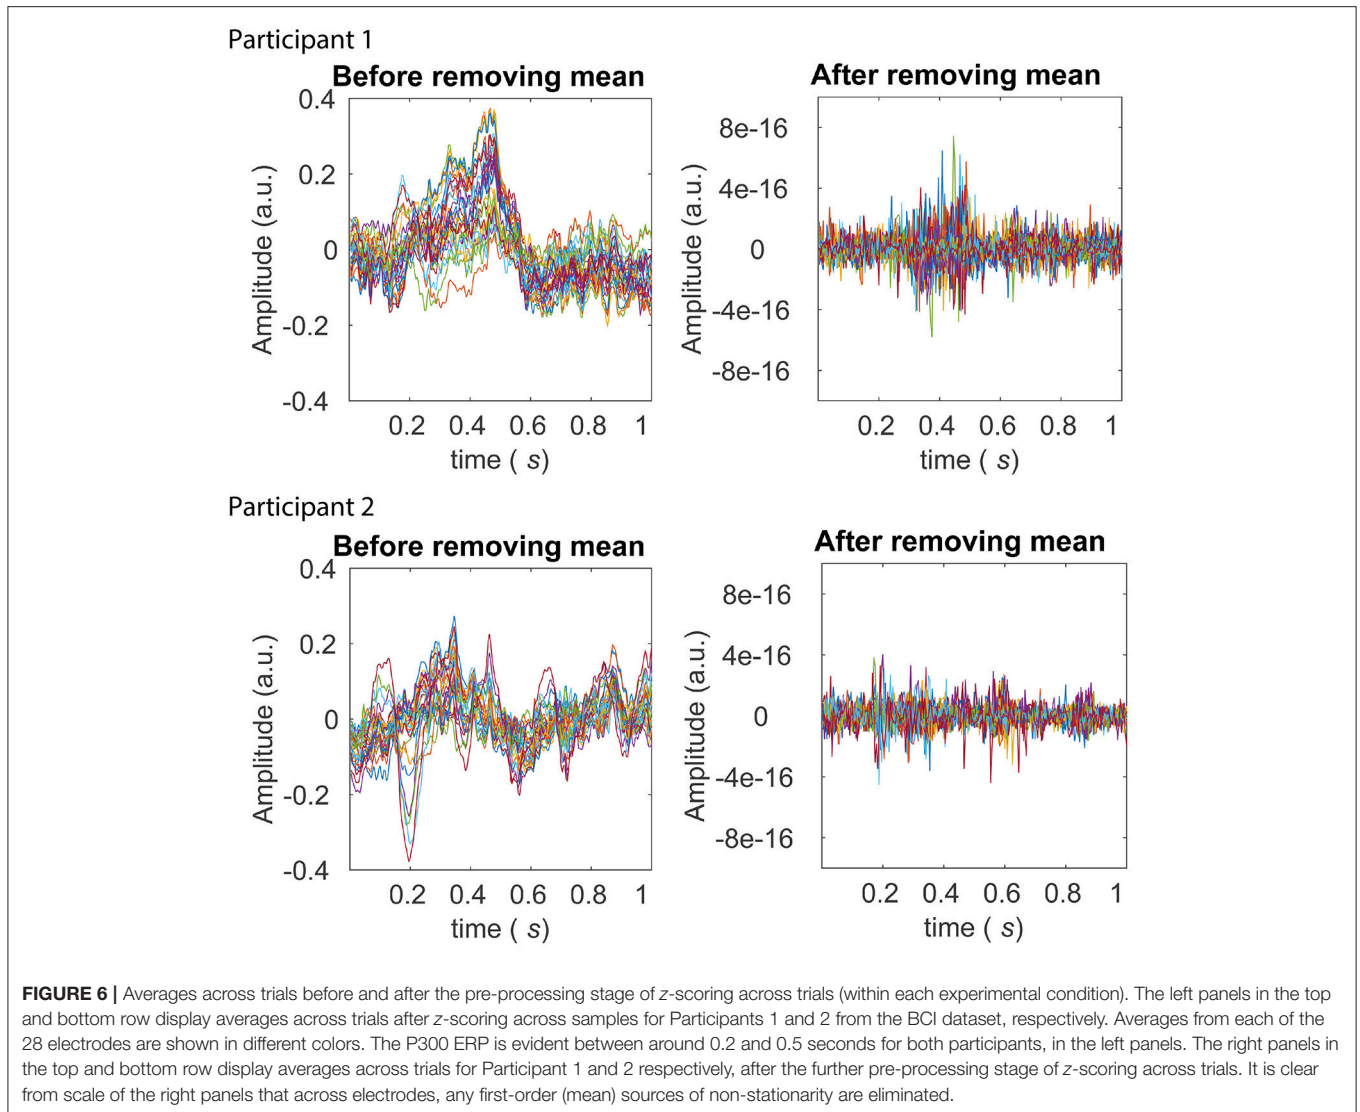 Participant 1
Before removing mean
After removing mean
0.4
0.2
0
-0.2
-0.4
Amplitude (a.u.)
0.2 0.4 0.6 0.8 1
time ( s)
8e-16
4e-16
0
-4e-16
-8e-16
Amplitude (a.u.)
0.2 0.4 0.6 0.8 1
time ( s)
Participant 2
Before removing mean
After removing mean
0.4
0.2
0
-0.2
-0.4
Amplitude (a.u.)
0.2 0.4 0.6 0.8 1
time ( s)
8e-16
4e-16
0
-4e-16
-8e-16
Amplitude (a.u.)
0.2 0.4 0.6 0.8 1
time ( s)
FIGURE 6 | Averages across trials before and after the pre-processing stage of z-scoring across trials (within each experimental condition). The left panels in the top
and bottom row display averages across trials after z-scoring across samples for Participants 1 and 2 from the BCI dataset, respectively. Averages from each of the
28 electrodes are shown in different colors. The P300 ERP is evident between around 0.2 and 0.5 seconds for both participants, in the left panels. The right panels in
the top and bottom row display averages across trials for Participant 1 and 2 respectively, after the further pre-processing stage of z-scoring across trials. It is clear
from scale of the right panels that across electrodes, any first-order (mean) sources of non-stationarity are eliminated.